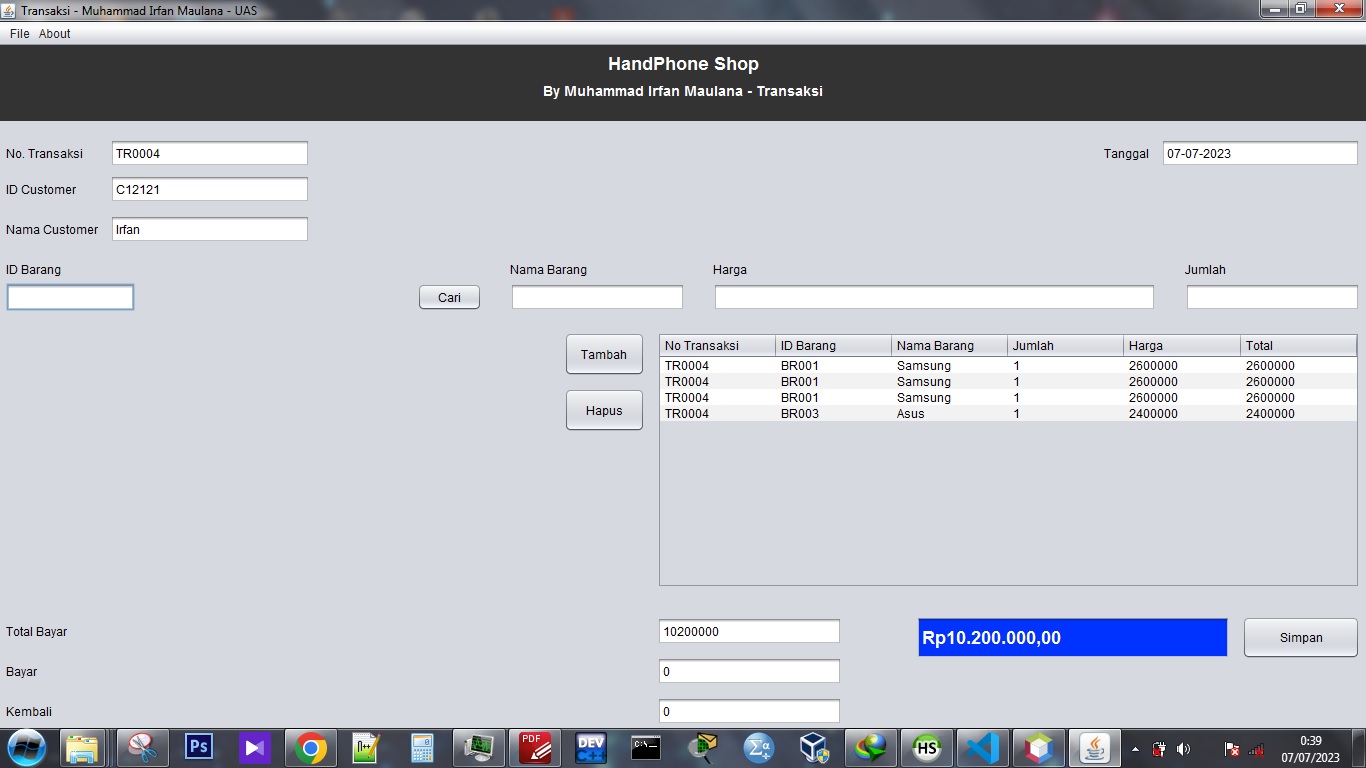 Transaksi - Muhammad Irfan Maulana - UAS
File About
HandPhone Shop
By Muhammad Irfan Maulana - Transaksi
No. Transaksi TR0004 Tanggal 07-07-2023
ID Customer C12121
Nama Customer Irfan
ID Barang Nama Barang Harga Jumlah
Cari
Tambah
Hapus
No Transaksi ID Barang Nama Barang Jumlah Harga Total
TR0004 BR001 Samsung 1 2600000 2600000
TR0004 BR001 Samsung 1 2600000 2600000
TR0004 BR001 Samsung 1 2600000 2600000
TR0004 BR003 Asus 1 2400000 2400000
Total Bayar 10200000 Rp10.200.000,00 Simpan
Bayar 0
Kembali 0
Ps PDF DEV C++ C:\ Σα HS 0:39
07/07/2023